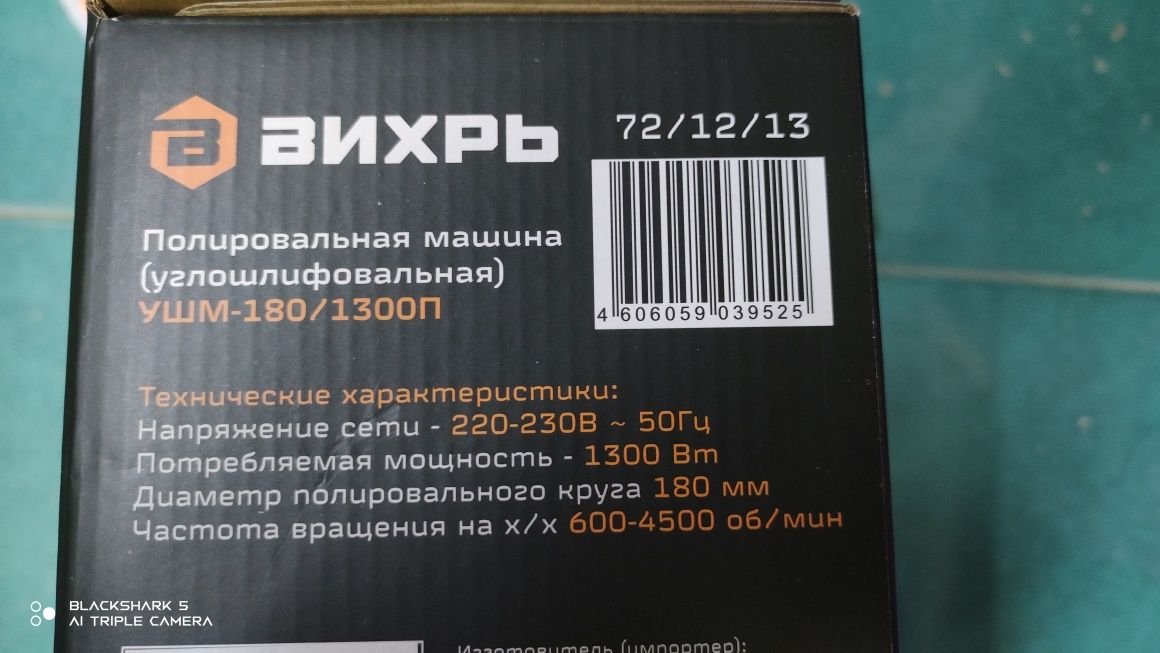 ВИХРЬ
72/12/13
Полировальная машина
(углошлифовальная)
УШМ-180/1300П
4 606059 039525
Технические характеристики:
Напряжение сети - 220-230В ~ 50Гц
Потребляемая мощность - 1300 Вт
Диаметр полировального круга 180 мм
Частота вращения на х/х 600-4500 об/мин
BLACKSHARK 5
AI TRIPLE CAMERA
Изготовитель (импортер):